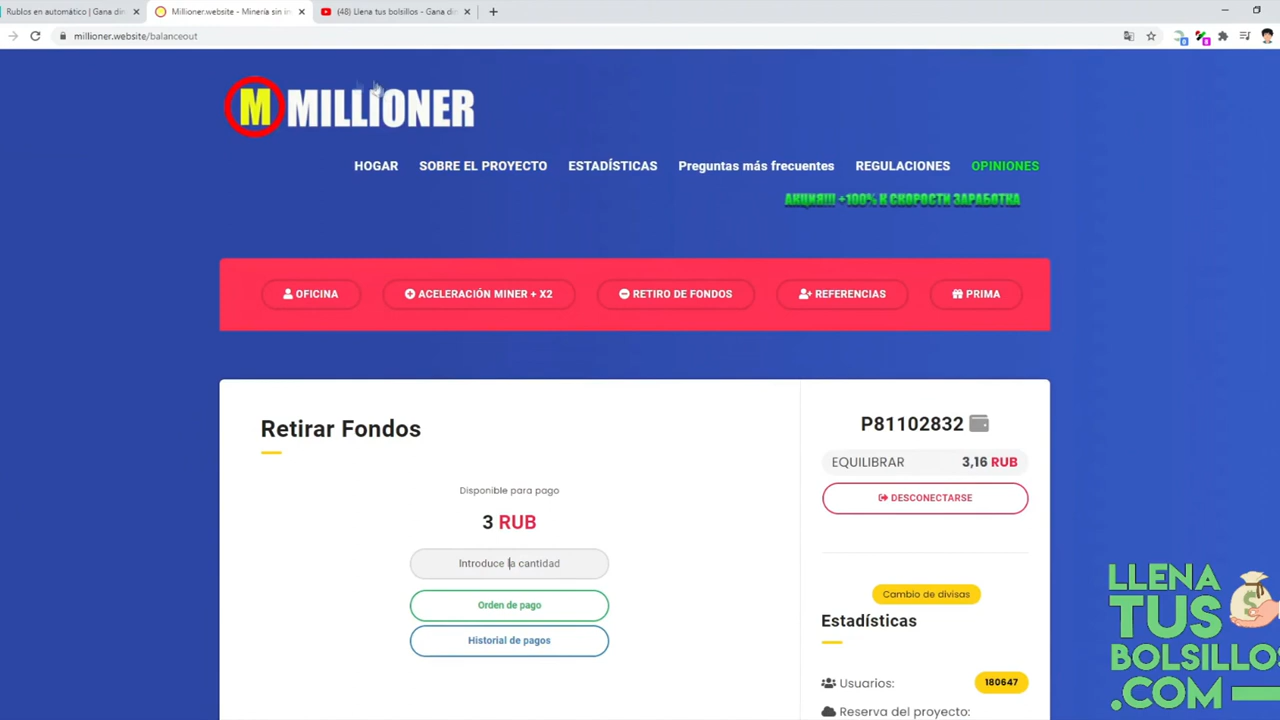 Rublos en automático | Gana din
Millioner.website - Minería sin in
(48) Llena tus bolsillos - Gana din
millioner.website/balanceout
M MILLIONER
HOGAR SOBRE EL PROYECTO ESTADÍSTICAS Preguntas más frecuentes REGULACIONES OPINIONES
АКЦИЯ!!! +100% К СКОРОСТИ ЗАРАБОТКА
OFICINA ACELERACIÓN MINER + X2 RETIRO DE FONDOS REFERENCIAS PRIMA
Retirar Fondos
Disponible para pago
3 RUB
Introduce la cantidad
Orden de pago
Historial de pagos
P81102832
EQUILIBRAR 3,16 RUB
DESCONECTARSE
Cambio de divisas
Estadísticas
Usuarios: 180647
Reserva del proyecto:
LLENA
TUS
BOLSILLOS
.COM